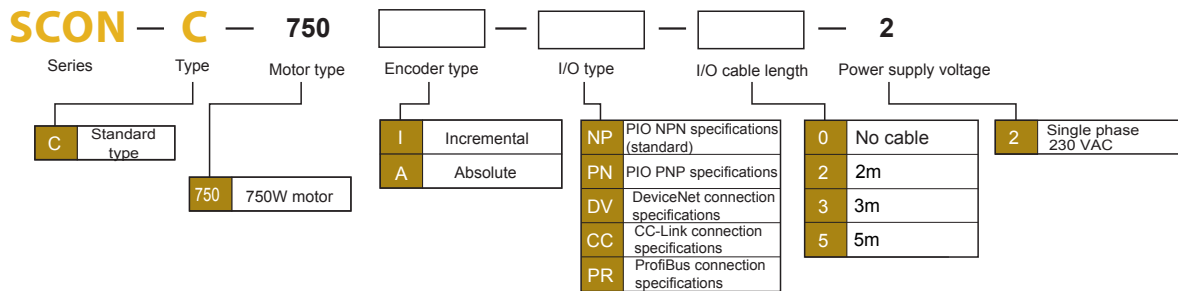 SCON — C — 750 — — — 2
Series Type Motor type Encoder type I/O type I/O cable length Power supply voltage
C Standard type
750 750W motor
I Incremental
A Absolute
NP PIO NPN specifications
(standard)
PN PIO PNP specifications
DV DeviceNet connection
specifications
CC CC-Link connection
specifications
PR ProfiBus connection
specifications
0 No cable
2 2m
3 3m
5 5m
2 Single phase
230 VAC